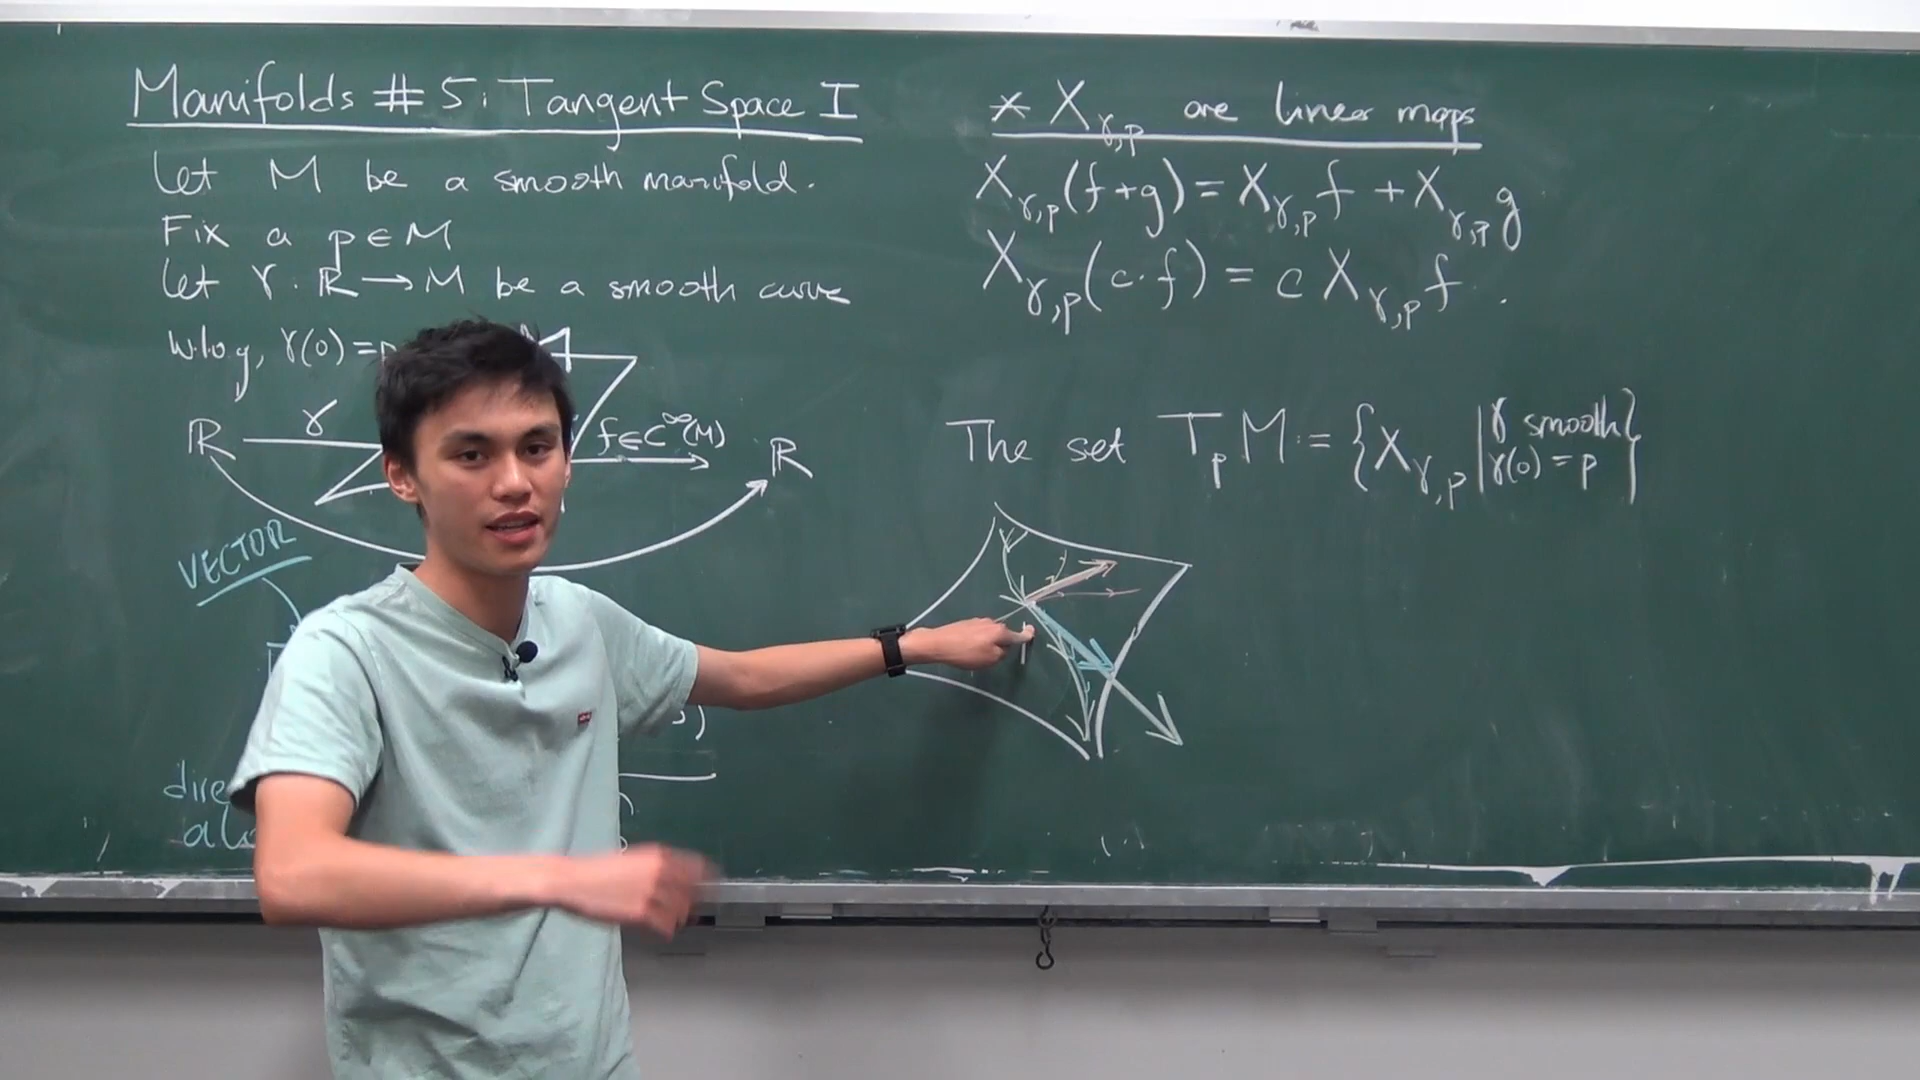 Manifolds #5: Tangent Space I
Let M be a smooth manifold.
Fix a p∈M
Let γ: ℝ→M be a smooth curve
w.l.o.g, γ(0)=p
ℝ γ f∈C^∞(M) ℝ
VECTOR
* X_{γ,p} are linear maps
X_{γ,p}(f+g) = X_{γ,p}f + X_{γ,p}g
X_{γ,p}(c·f) = c X_{γ,p}f.
The set T_pM := {X_{γ,p} | γ smooth γ(0)=p}